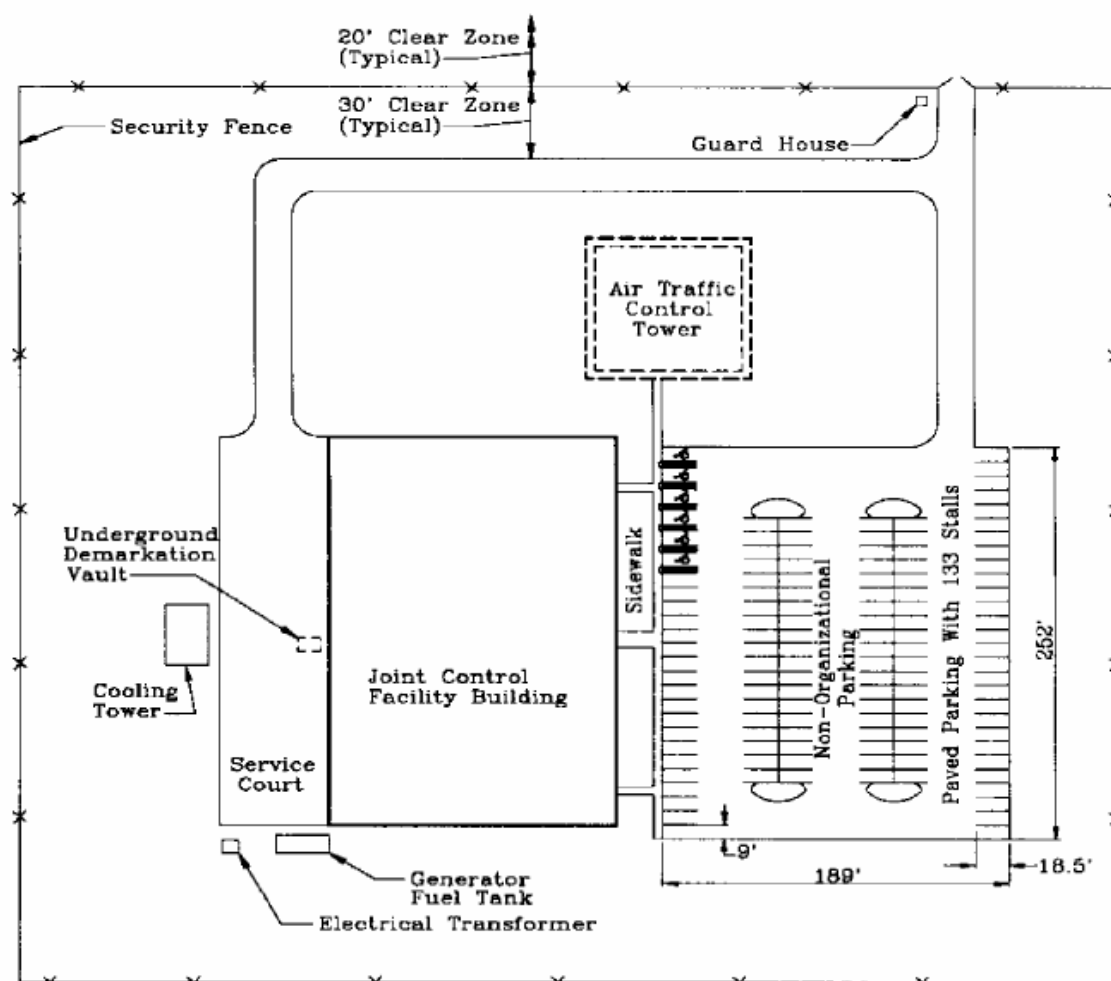 20' Clear Zone
(Typical)
30' Clear Zone
(Typical)
Security Fence
Guard House
Air Traffic
Control
Tower
Underground
Demarkation
Vault
Sidewalk
Non-Organizational
Parking
Paved Parking With 133 Stalls
252'
Cooling
Tower
Joint Control
Facility Building
Service
Court
9'
18.5'
189'
Generator
Fuel Tank
Electrical Transformer